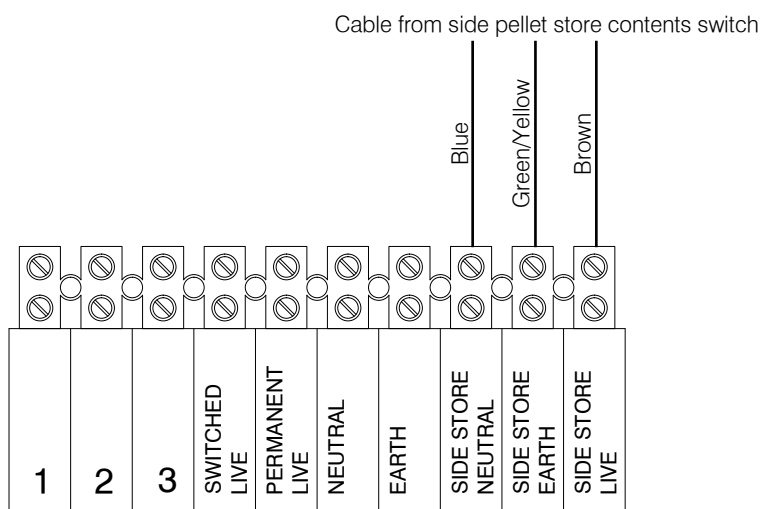 Cable from side pellet store contents switch
Blue
Green/Yellow
Brown
1
2
3
SWITCHED
LIVE
PERMANENT
LIVE
NEUTRAL
EARTH
SIDE STORE
NEUTRAL
SIDE STORE
EARTH
SIDE STORE
LIVE